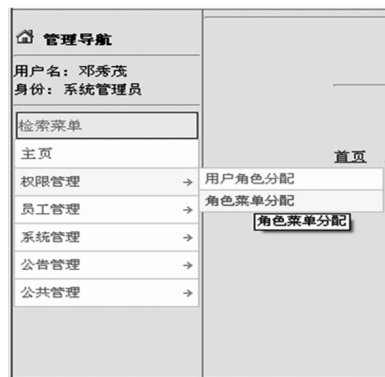 管理导航
用户名：邓秀茂
身份：系统管理员
检索菜单
主页
首页
权限管理
用户角色分配
员工管理
角色菜单分配
角色菜单分配
系统管理
公告管理
公共管理